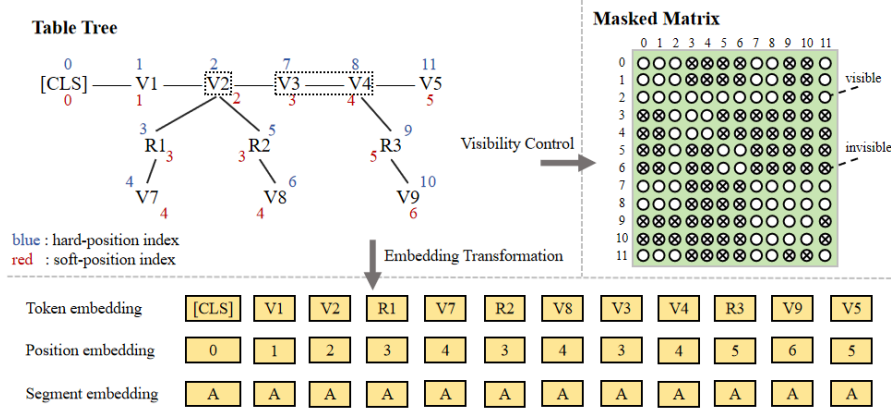 Table Tree
0 1 2 7 8 11
[CLS] V1 V2 V3 V4 V5
0 1 2 3 4 5
3 5 9
R1 R2 R3
3 3 5
4 6 10
V7 V8 V9
4 4 6
blue : hard-position index
red : soft-position index
Visibility Control
Embedding Transformation
Masked Matrix
0 1 2 3 4 5 6 7 8 9 10 11
0
1
2
3
4
5
6
7
8
9
10
11
visible
invisible
Token embedding [CLS] V1 V2 R1 V7 R2 V8 V3 V4 R3 V9 V5
Position embedding 0 1 2 3 4 3 4 3 4 5 6 5
Segment embedding A A A A A A A A A A A A